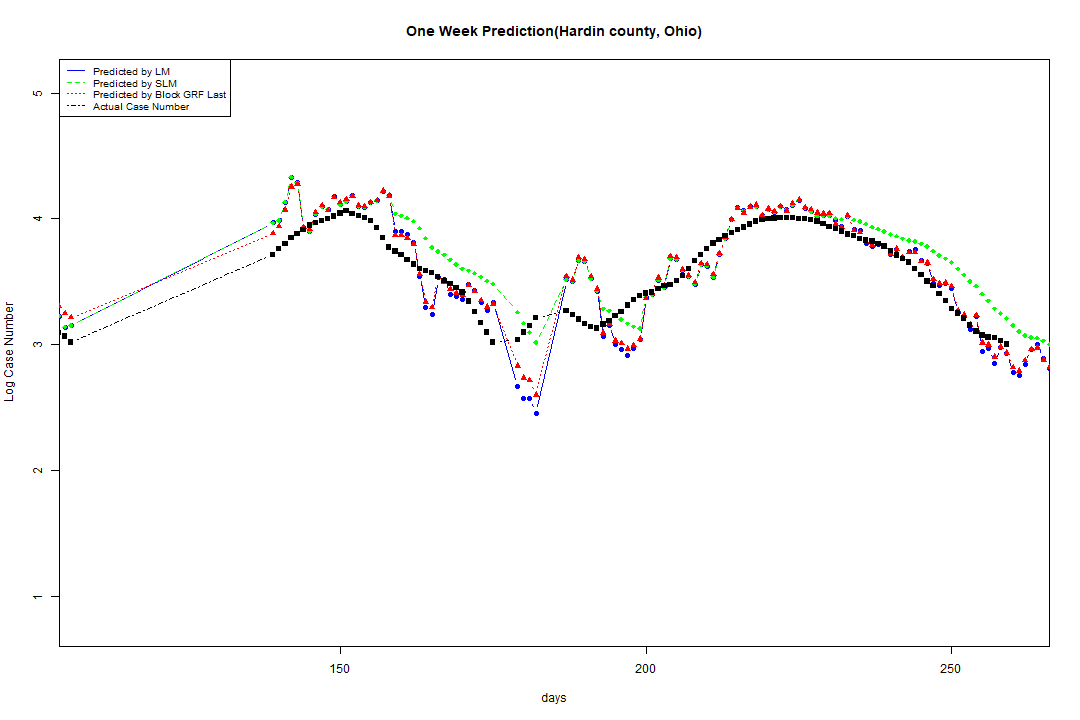 One Week Prediction(Hardin county, Ohio)
Predicted by LM
Predicted by SLM
Predicted by Block GRF Last
Actual Case Number
5
4
3
2
1
Log Case Number
150
200
250
days